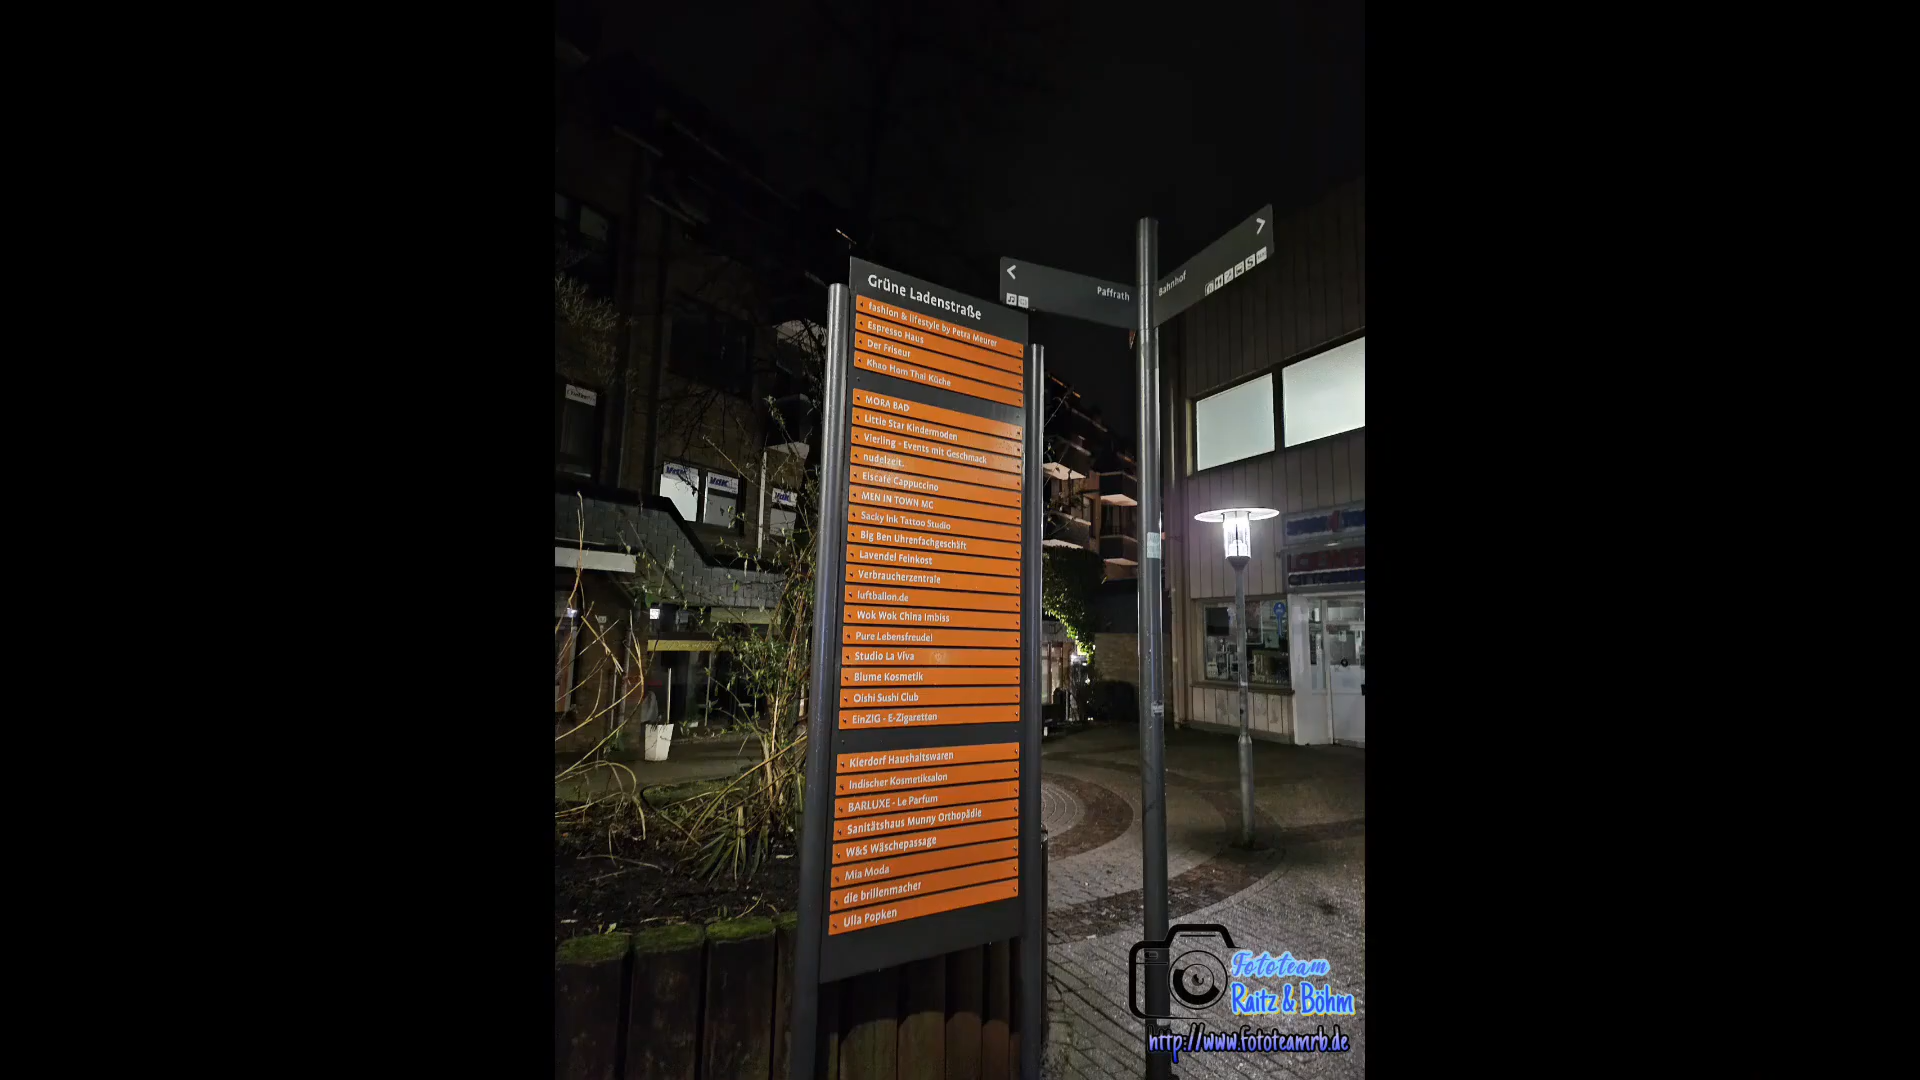 Grüne Ladenstraße
fashion & lifestyle by Petra Meurer
Espresso Haus
Der Friseur
Khao Hom Thai Küche
MORA BAD
Little Star Kindermoden
Vierling - Events mit Geschmack
nudelzeit.
Eiscafé Cappuccino
MEN IN TOWN MC
Sacky Ink Tattoo Studio
Big Ben Uhrenfachgeschäft
Lavendel Feinkost
Verbraucherzentrale
luftballon.de
Wok Wok China Imbiss
Pure Lebensfreude!
Studio La Viva
Blume Kosmetik
Oishi Sushi Club
EinZIG - E-Zigaretten
Kierdorf Haushaltswaren
Indischer Kosmetiksalon
BARLUXE - Le Parfum
Sanitätshaus Munny Orthopädie
W&S Wäschepassage
Mia Moda
die brillenmacher
Ulla Popken
Paffrath
Bahnhof
VdK
VdK
VdK
Fototeam
Raitz & Böhm
http://www.fototeamrb.de